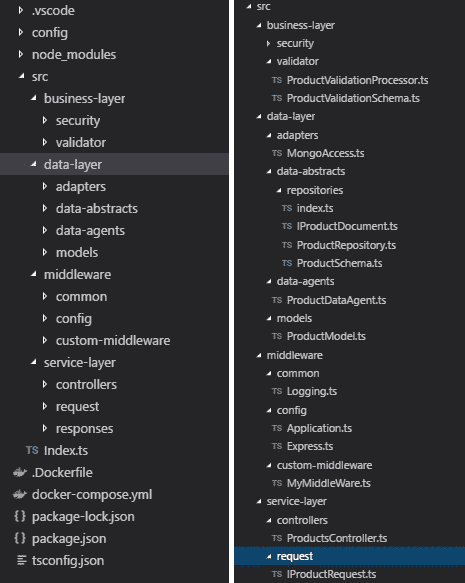 .vscode
config
node_modules
src
business-layer
security
validator
data-layer
adapters
data-abstracts
data-agents
models
middleware
common
config
custom-middleware
service-layer
controllers
request
responses
TS Index.ts
.Dockerfile
docker-compose.yml
{} package-lock.json
{} package.json
tsconfig.json
src
business-layer
security
validator
TS ProductValidationProcessor.ts
TS ProductValidationSchema.ts
data-layer
adapters
TS MongoAccess.ts
data-abstracts
repositories
TS index.ts
TS IProductDocument.ts
TS ProductRepository.ts
TS ProductSchema.ts
data-agents
TS ProductDataAgent.ts
models
TS ProductModel.ts
middleware
common
TS Logging.ts
config
TS Application.ts
TS Express.ts
custom-middleware
TS MyMiddleWare.ts
service-layer
controllers
TS ProductsController.ts
request
TS IProductRequest.ts